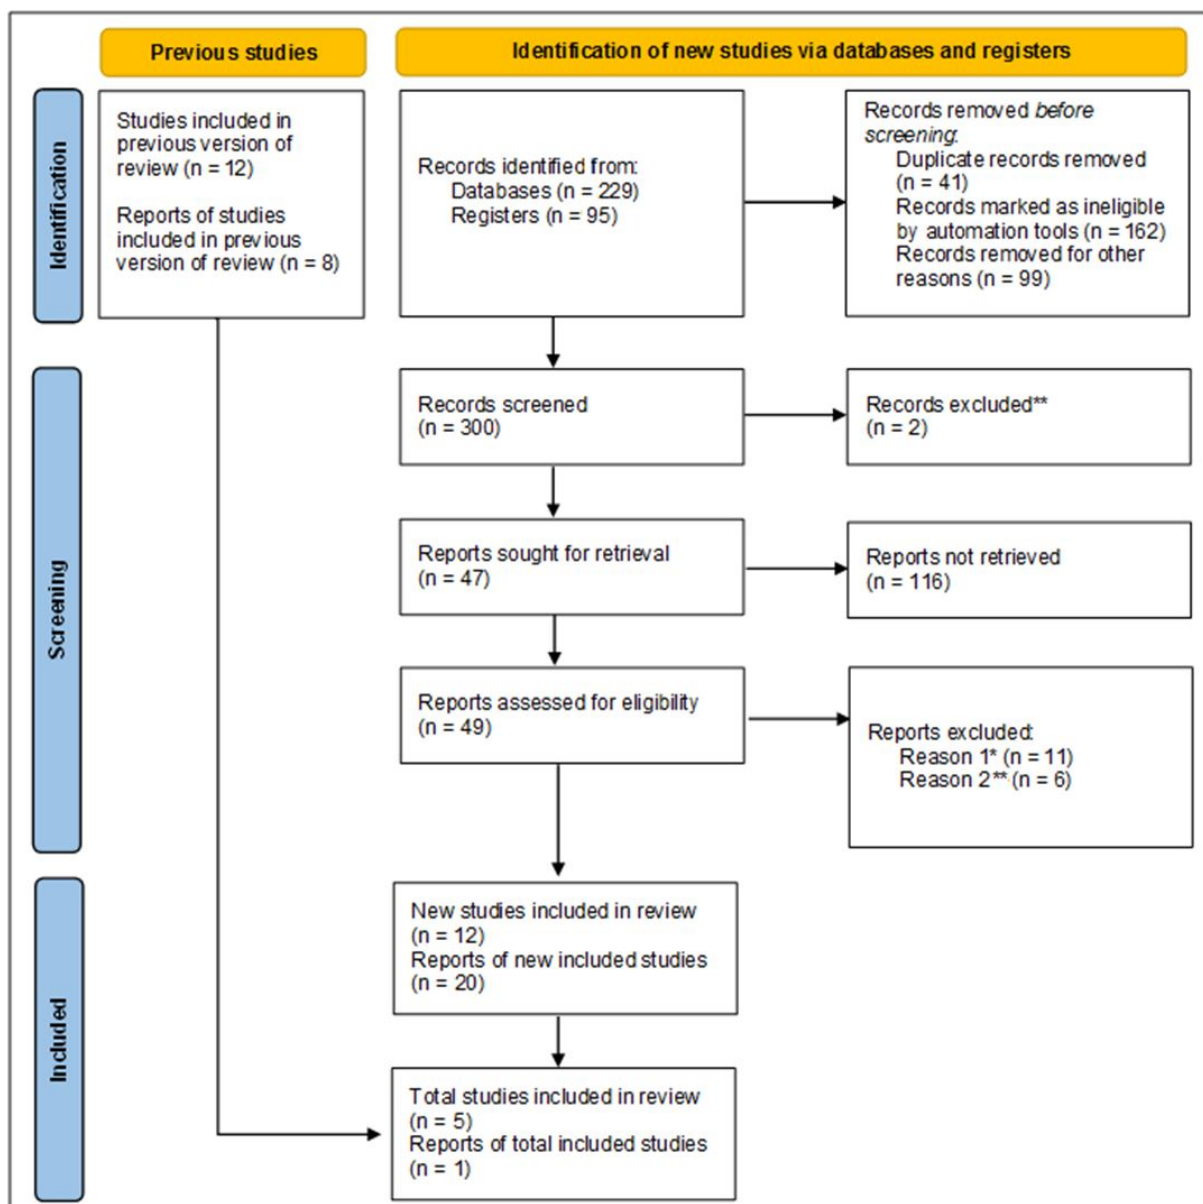 Previous studies
Identification of new studies via databases and registers
Identification
Studies included in
previous version of
review (n = 12)
Reports of studies
included in previous
version of review (n = 8)
Records identified from:
Databases (n = 229)
Registers (n = 95)
Records removed before
screening:
Duplicate records removed
(n = 41)
Records marked as ineligible
by automation tools (n = 162)
Records removed for other
reasons (n = 99)
Screening
Records screened
(n = 300)
Records excluded**
(n = 2)
Reports sought for retrieval
(n = 47)
Reports not retrieved
(n = 116)
Reports assessed for eligibility
(n = 49)
Reports excluded:
Reason 1* (n = 11)
Reason 2** (n = 6)
Included
New studies included in review
(n = 12)
Reports of new included studies
(n = 20)
Total studies included in review
(n = 5)
Reports of total included studies
(n = 1)